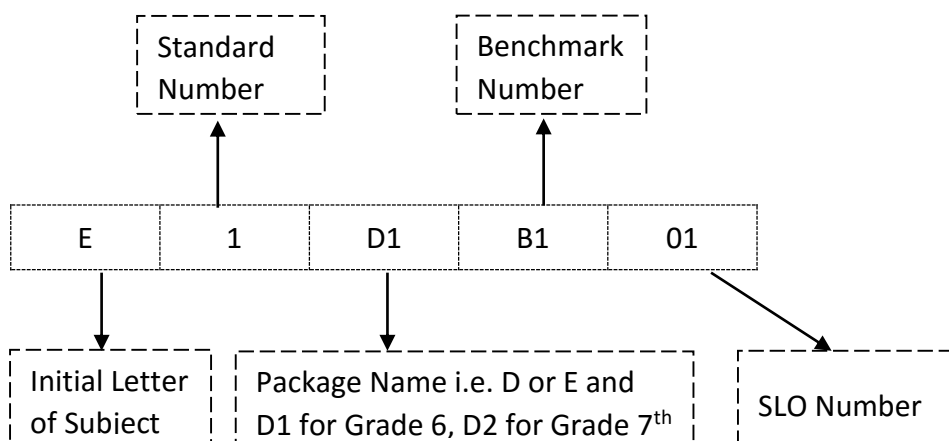 Standard
Number
Benchmark
Number
E 1 D1 B1 01
Initial Letter
of Subject
Package Name i.e. D or E and
D1 for Grade 6, D2 for Grade 7th
SLO Number